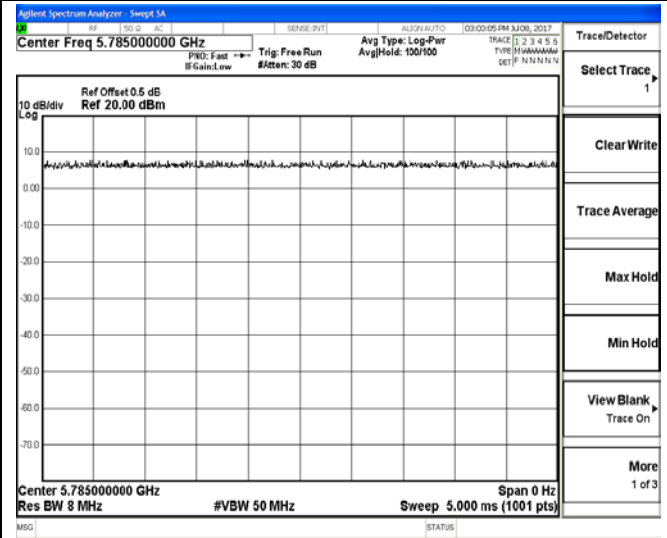 Agilent Spectrum Analyzer - Swept SA
RF 50 Ω AC SENSE:INT ALIGN AUTO 03:00:05 PM Jul 08, 2017
Center Freq 5.785000000 GHz
PNO: Fast
IFGain:Low
Trig: Free Run
#Atten: 30 dB
Avg Type: Log-Pwr
Avg|Hold: 100/100
TRACE 1 2 3 4 5 6
TYPE MWWWWW
DET P N N N N N
Ref Offset 0.5 dB
10 dB/div Ref 20.00 dBm
Log
10.0
0.00
-10.0
-20.0
-30.0
-40.0
-50.0
-60.0
-70.0
Center 5.785000000 GHz Span 0 Hz
Res BW 8 MHz #VBW 50 MHz Sweep 5.000 ms (1001 pts)
MSG STATUS
Trace/Detector
Select Trace
1
Clear Write
Trace Average
Max Hold
Min Hold
View Blank
Trace On
More
1 of 3